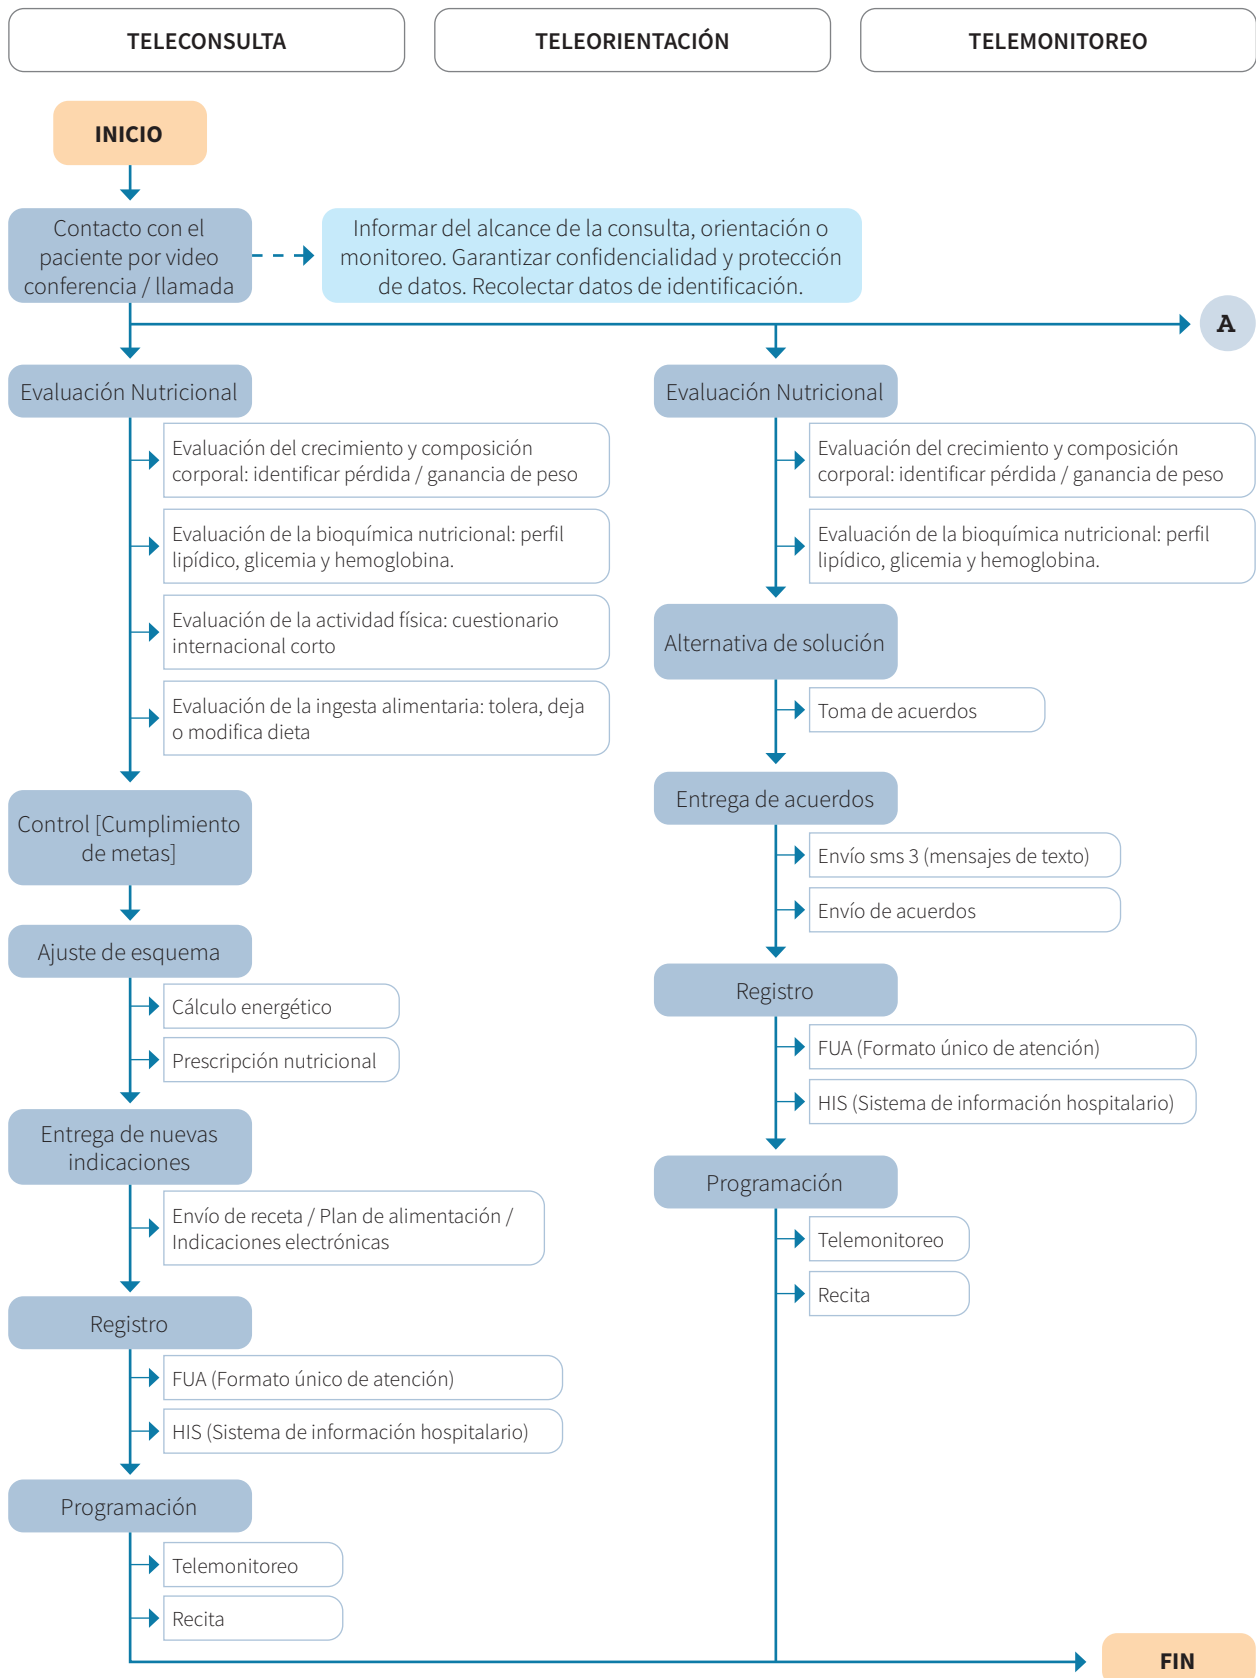 TELECONSULTA
TELEORIENTACIÓN
TELEMONITOREO
INICIO
Contacto con el
paciente por video
conferencia / llamada
Informar del alcance de la consulta, orientación o
monitoreo. Garantizar confidencialidad y protección
de datos. Recolectar datos de identificación.
A
Evaluación Nutricional
Evaluación del crecimiento y composición
corporal: identificar pérdida / ganancia de peso
Evaluación de la bioquímica nutricional: perfil
lipídico, glicemia y hemoglobina.
Evaluación de la actividad física: cuestionario
internacional corto
Evaluación de la ingesta alimentaria: tolera, deja
o modifica dieta
Control [Cumplimiento
de metas]
Ajuste de esquema
Cálculo energético
Prescripción nutricional
Entrega de nuevas
indicaciones
Envío de receta / Plan de alimentación /
Indicaciones electrónicas
Registro
FUA (Formato único de atención)
HIS (Sistema de información hospitalario)
Programación
Telemonitoreo
Recita
Evaluación Nutricional
Evaluación del crecimiento y composición
corporal: identificar pérdida / ganancia de peso
Evaluación de la bioquímica nutricional: perfil
lipídico, glicemia y hemoglobina.
Alternativa de solución
Toma de acuerdos
Entrega de acuerdos
Envío sms 3 (mensajes de texto)
Envío de acuerdos
Registro
FUA (Formato único de atención)
HIS (Sistema de información hospitalario)
Programación
Telemonitoreo
Recita
FIN